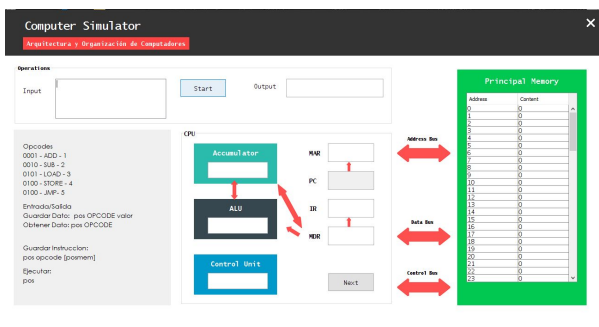 Computer Simulator
×
Arquitectura y Organización de Computadores
Operations
Input
Start
Output
Opcodes
0001 - ADD - 1
0010 - SUB - 2
0101 - LOAD - 3
0100 - STORE - 4
0100 - JMP- 5
Entrada/Salida
Guardar Dato: pos OPCODE valor
Obtener Dato: pos OPCODE
Guardar Instruccion:
pos opcode [posmem]
Ejecutar:
pos
CPU
Accumulator
ALU
Control Unit
MAR
PC
IR
MDR
Next
Address Bus
Data Bus
Control Bus
Principal Memory
Address Content
0 0
1 0
2 0
3 0
4 0
5 0
6 0
7 0
8 0
9 0
10 0
11 0
12 0
13 0
14 0
15 0
16 0
17 0
18 0
19 0
20 0
21 0
22 0
23 0